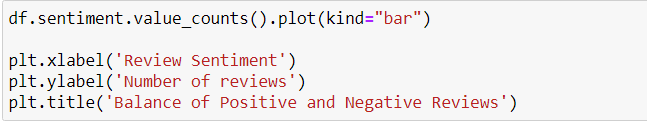 df.sentiment.value_counts().plot(kind="bar")
plt.xlabel('Review Sentiment')
plt.ylabel('Number of reviews')
plt.title('Balance of Positive and Negative Reviews')